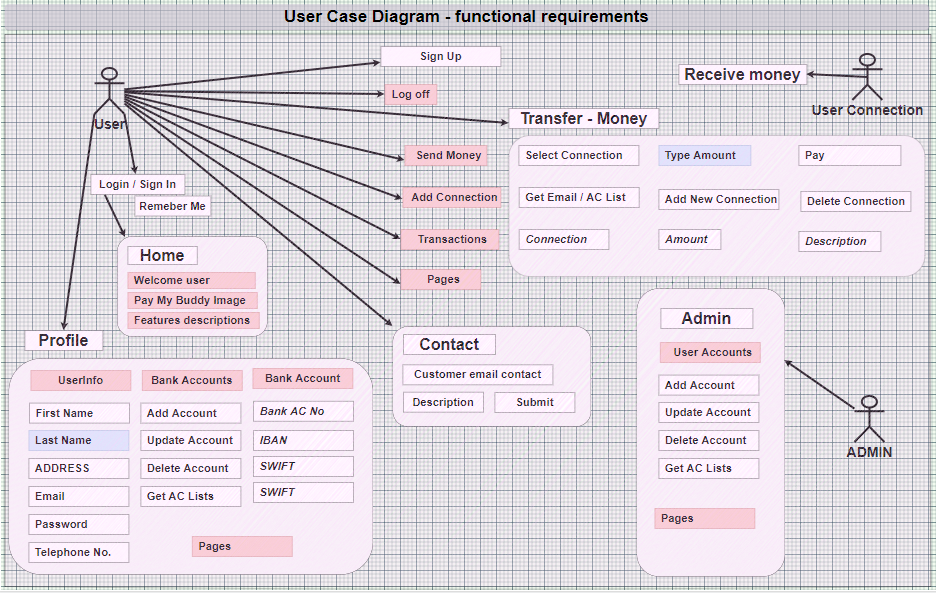 User Case Diagram - functional requirements
Sign Up
Log off
Receive money
User Connection
User
Transfer - Money
Send Money
Select Connection
Type Amount
Pay
Login / Sign In
Remeber Me
Add Connection
Get Email / AC List
Add New Connection
Delete Connection
Transactions
Connection
Amount
Description
Pages
Home
Welcome user
Pay My Buddy Image
Features descriptions
Profile
UserInfo
Bank Accounts
Bank Account
First Name
Add Account
Bank AC No
Last Name
Update Account
IBAN
ADDRESS
Delete Account
SWIFT
Email
Get AC Lists
SWIFT
Password
Telephone No.
Pages
Contact
Customer email contact
Description
Submit
Admin
User Accounts
Add Account
Update Account
Delete Account
Get AC Lists
Pages
ADMIN